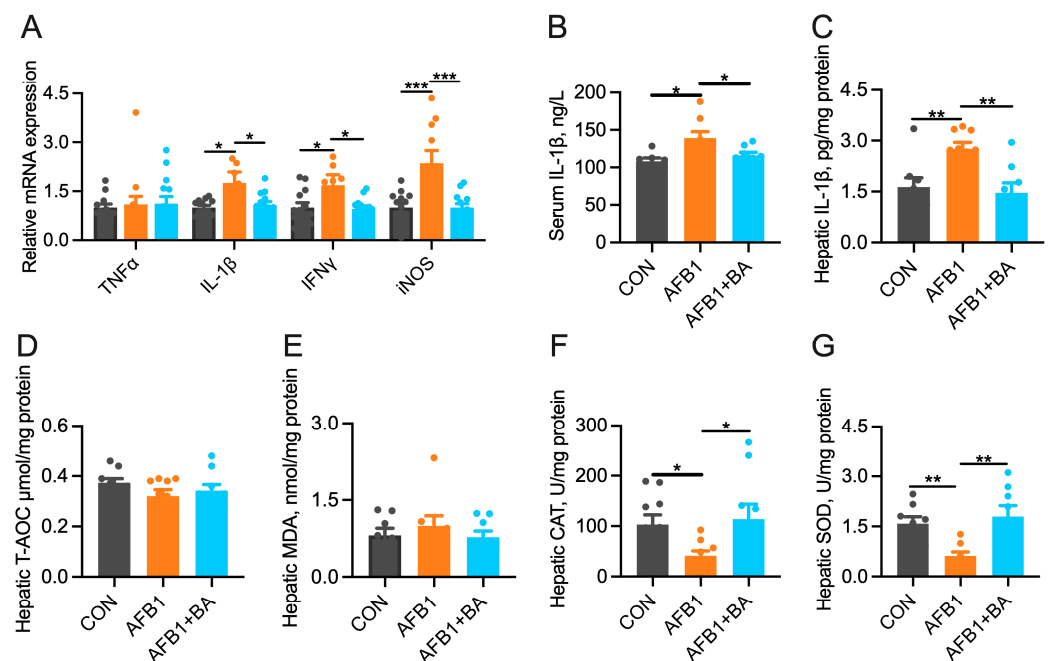 A
Relative mRNA expression
4.5
3.0
1.5
0.0
* * * * *** ***
TNFα
IL-1β
IFNγ
iNOS
B
Serum IL-1β, ng/L
200
150
100
50
0
* *
CON
AFB1
AFB1+BA
C
Hepatic IL-1β, pg/mg protein
4.5
3.0
1.5
0.0
** **
CON
AFB1
AFB1+BA
D
Hepatic T-AOC μmol/mg protein
0.6
0.4
0.2
0.0
CON
AFB1
AFB1+BA
E
Hepatic MDA, nmol/mg protein
3.0
1.5
0.0
CON
AFB1
AFB1+BA
F
Hepatic CAT, U/mg protein
300
200
100
0
* *
CON
AFB1
AFB1+BA
G
Hepatic SOD, U/mg protein
4.5
3.0
1.5
0.0
** **
CON
AFB1
AFB1+BA